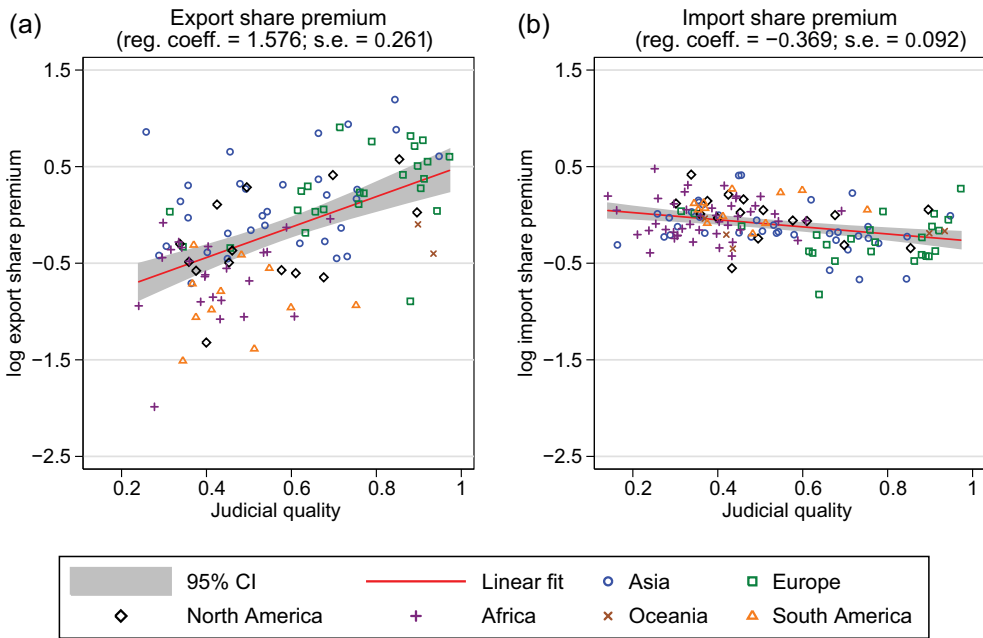 (a)
Export share premium
(reg. coeff. = 1.576; s.e. = 0.261)
1.5
0.5
−0.5
−1.5
−2.5
log export share premium
0.2 0.4 0.6 0.8 1
Judicial quality
(b)
Import share premium
(reg. coeff. = −0.369; s.e. = 0.092)
1.5
0.5
−0.5
−1.5
−2.5
log import share premium
0.2 0.4 0.6 0.8 1
Judicial quality
95% CI Linear fit Asia Europe
North America Africa Oceania South America